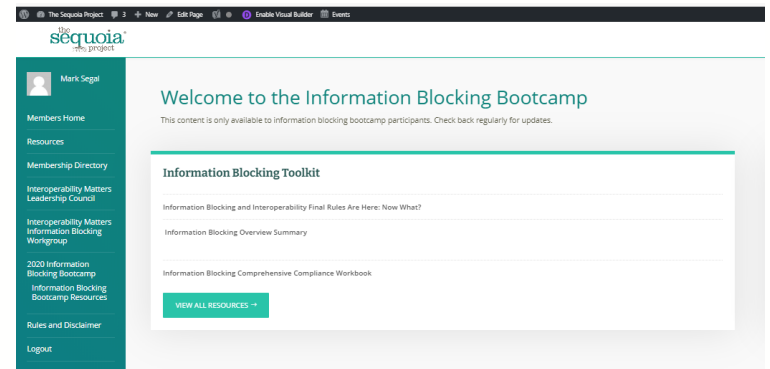 The Sequoia Project 3 New Edit Page Enable Visual Builder Events
the
sequoia
project
Mark Segal
Members Home
Resources
Membership Directory
Interoperability Matters
Leadership Council
Interoperability Matters
Information Blocking
Workgroup
2020 Information
Blocking Bootcamp
Information Blocking
Bootcamp Resources
Rules and Disclaimer
Logout
Welcome to the Information Blocking Bootcamp
This content is only available to information blocking bootcamp participants. Check back regularly for updates.
Information Blocking Toolkit
Information Blocking and Interoperability Final Rules Are Here: Now What?
Information Blocking Overview Summary
Information Blocking Comprehensive Compliance Workbook
VIEW ALL RESOURCES →